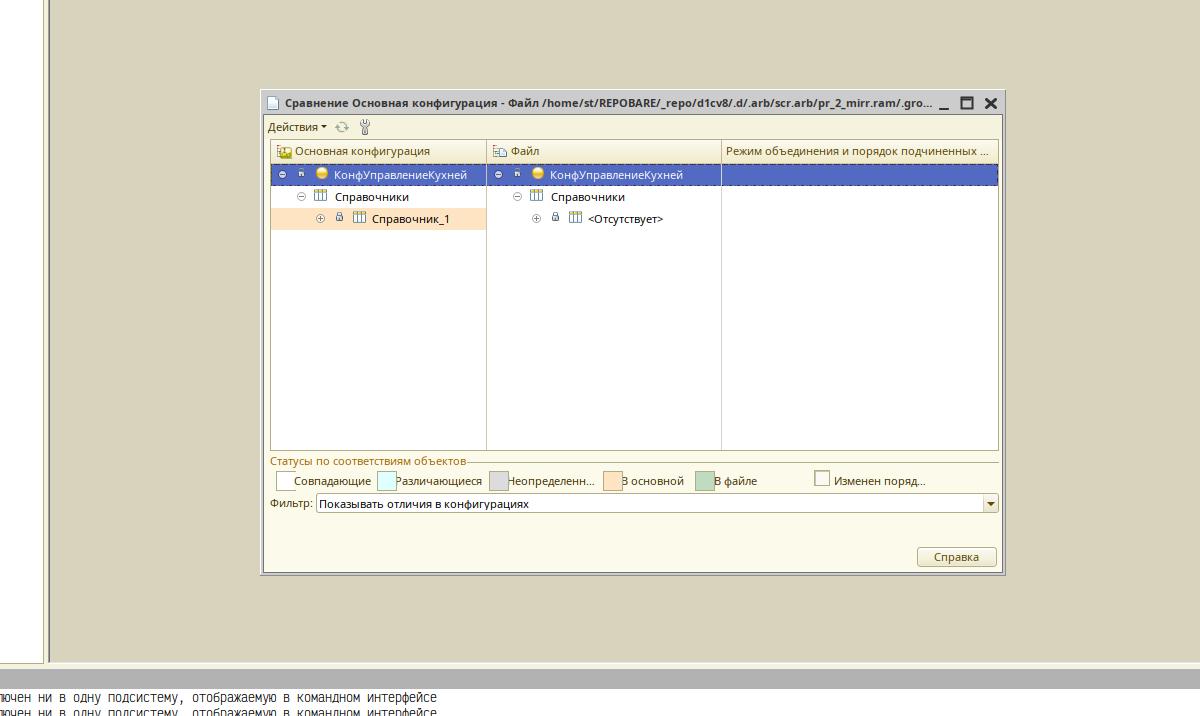 Сравнение Основная конфигурация - Файл /home/st/REPOBARE/_repo/d1cv8/.d/.arb/scr.arb/pr_2_mirr.ram/.gro...
Действия
Основная конфигурация Файл Режим объединения и порядок подчиненных ...
КонфУправлениеКухней КонфУправлениеКухней
Справочники Справочники
Справочник_1 <Отсутствует>
Статусы по соответствиям объектов
Совпадающие Различающиеся Неопределенн... В основной В файле Изменен поряд...
Фильтр: Показывать отличия в конфигурациях
Справка
лючен ни в одну подсистему, отображаемую в командном интерфейсе
лючен ни в одну подсистему, отображаемую в командном интерфейсе